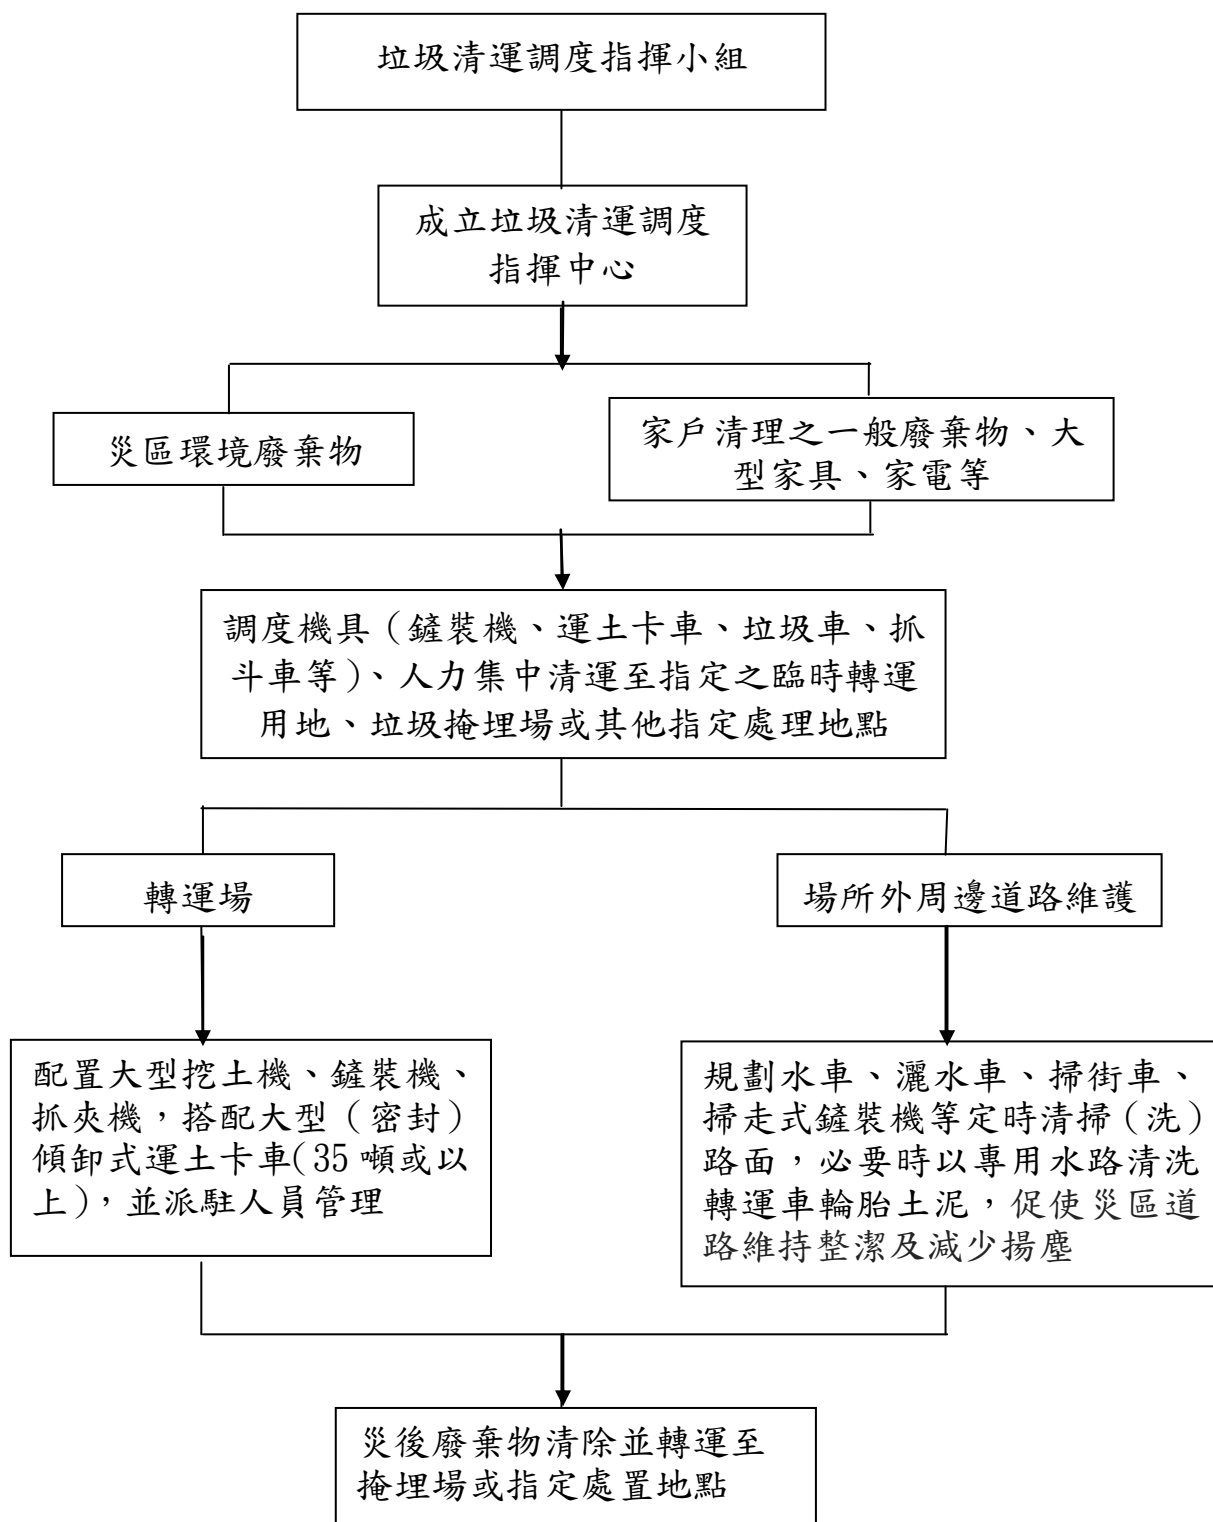 垃圾清運調度指揮小組
成立垃圾清運調度
指揮中心
災區環境廢棄物
家戶清理之一般廢棄物、大
型家具、家電等
調度機具（鏟裝機、運土卡車、垃圾車、抓
斗車等）、人力集中清運至指定之臨時轉運
用地、垃圾掩埋場或其他指定處理地點
轉運場
場所外周邊道路維護
配置大型挖土機、鏟裝機、
抓夾機，搭配大型（密封）
傾卸式運土卡車(35 噸或以
上)，並派駐人員管理
規劃水車、灑水車、掃街車、
掃走式鏟裝機等定時清掃（洗）
路面，必要時以專用水路清洗
轉運車輪胎土泥，促使災區道
路維持整潔及減少揚塵
災後廢棄物清除並轉運至
掩埋場或指定處置地點